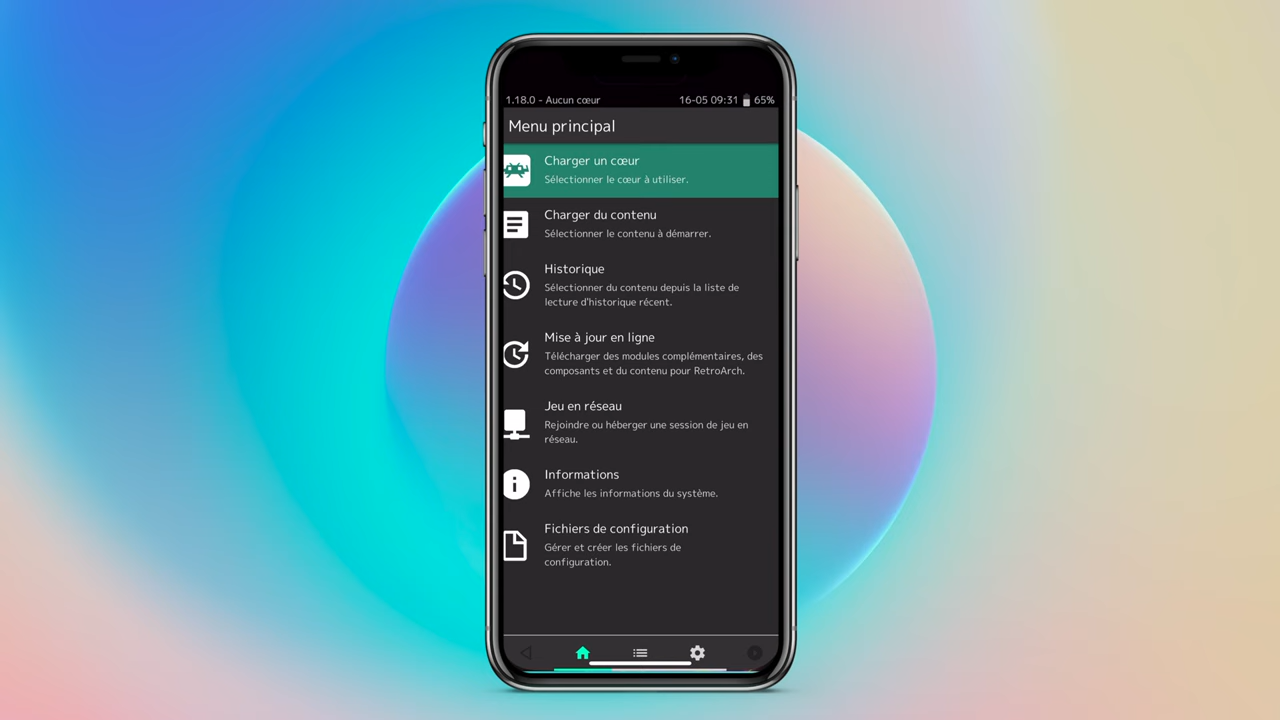 1.18.0 - Aucun cœur 16-05 09:31 65%
Menu principal
Charger un cœur
Sélectionner le cœur à utiliser.
Charger du contenu
Sélectionner le contenu à démarrer.
Historique
Sélectionner du contenu depuis la liste de
lecture d'historique récent.
Mise à jour en ligne
Télécharger des modules complémentaires, des
composants et du contenu pour RetroArch.
Jeu en réseau
Rejoindre ou héberger une session de jeu en
réseau.
Informations
Affiche les informations du système.
Fichiers de configuration
Gérer et créer les fichiers de
configuration.